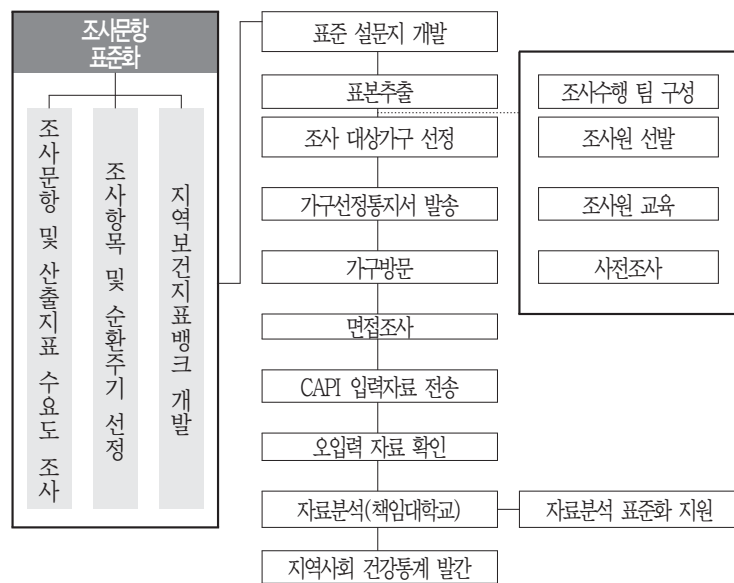 조사문항
표준화
조사문항 및 산출지표 수요도 조사
조사항목 및 순환주기 선정
지역보건지표뱅크 개발
표준 설문지 개발
표본추출
조사 대상가구 선정
가구선정통지서 발송
가구방문
면접조사
CAPI 입력자료 전송
오입력 자료 확인
자료분석(책임대학교)
지역사회 건강통계 발간
조사수행 팀 구성
조사원 선발
조사원 교육
사전조사
자료분석 표준화 지원